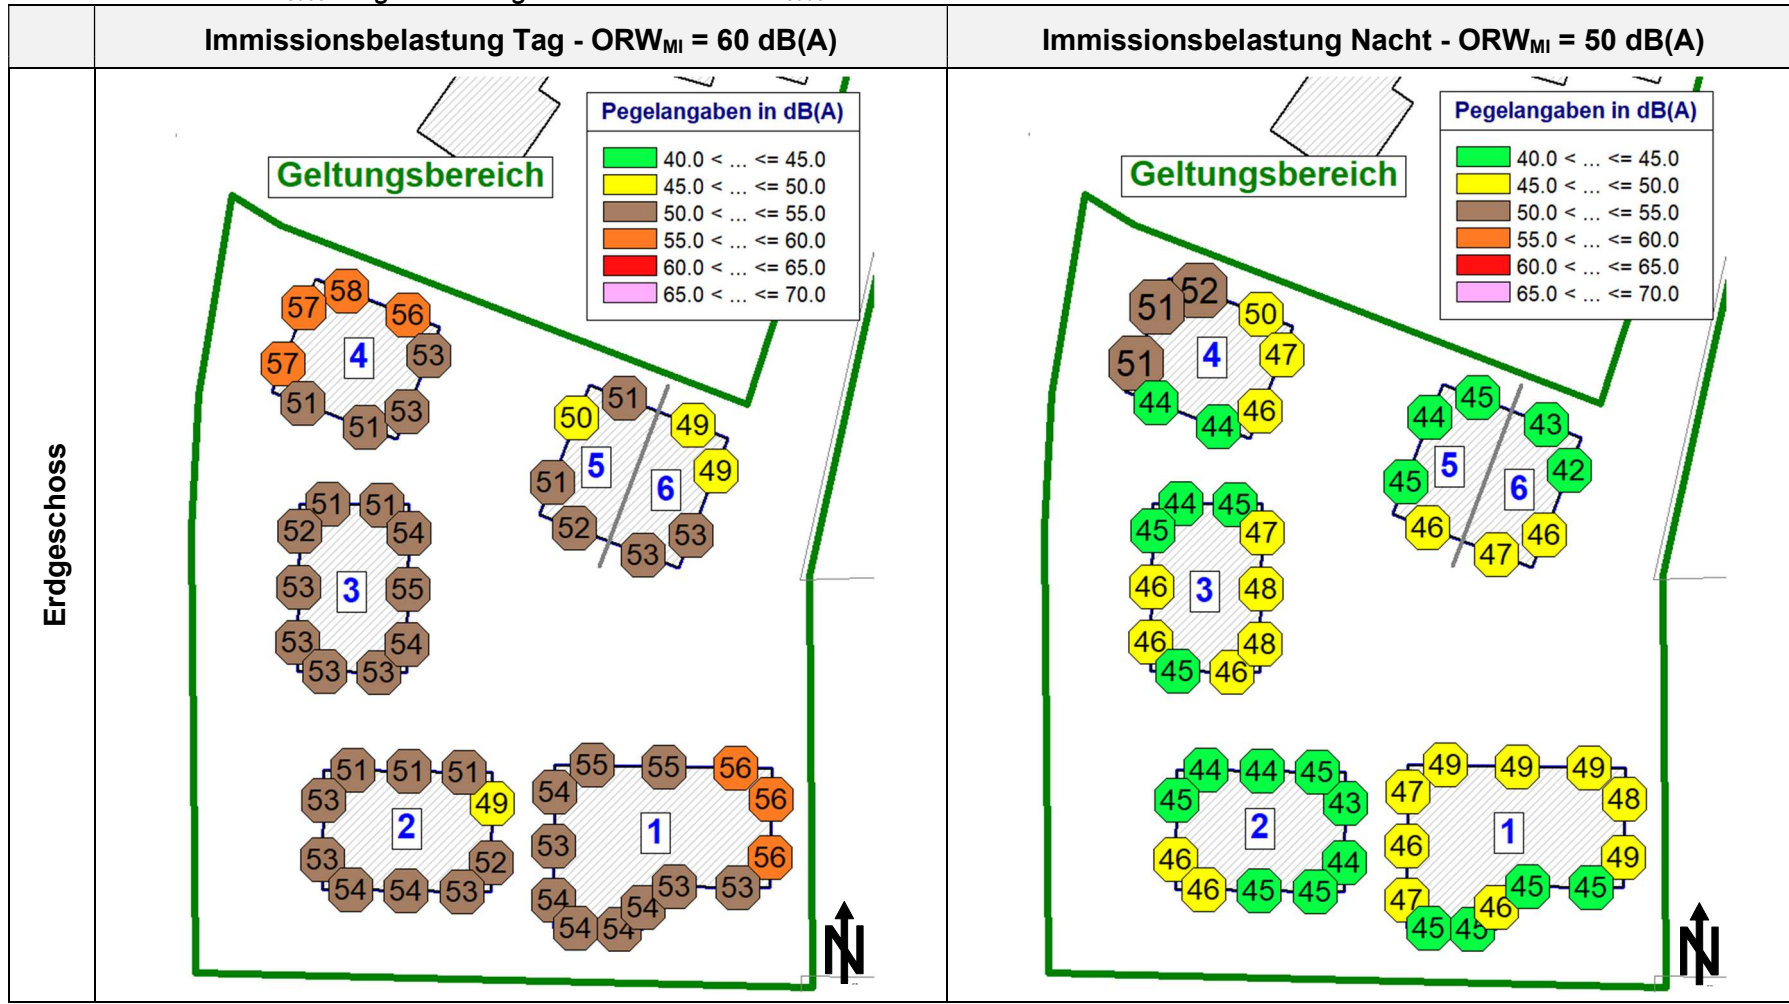 Immissionsbelastung Tag - ORWMI = 60 dB(A)
Immissionsbelastung Nacht - ORWMI = 50 dB(A)
Erdgeschoss
Pegelangaben in dB(A)
40.0 < ... <= 45.0
45.0 < ... <= 50.0
50.0 < ... <= 55.0
55.0 < ... <= 60.0
60.0 < ... <= 65.0
65.0 < ... <= 70.0
Geltungsbereich
57 58 56
57 4 53
51 51 53
50 51 49
51 5 6 49
52 53 53
51 51
52 54
53 3 55
53 54
53 53
51 51 51
53 49
2
53 52
54 54 53
55 55 56
54 56
53 1 56
54 54 54 54 53 53
N
Pegelangaben in dB(A)
40.0 < ... <= 45.0
45.0 < ... <= 50.0
50.0 < ... <= 55.0
55.0 < ... <= 60.0
60.0 < ... <= 65.0
65.0 < ... <= 70.0
Geltungsbereich
51 52 50
51 4 47
44 44 46
44 45 43
45 5 6 42
46 47 46
44 45
45 47
46 3 48
46 48
45 46
44 44 45
45 43
2
46 44
46 45 45
49 49 49
47 48
46 1 49
47 45 45 46 45 45
N